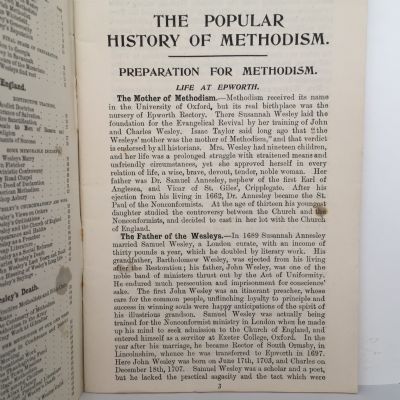 THE POPULAR
HISTORY OF METHODISM.
PREPARATION FOR METHODISM.
LIFE AT EPWORTH.
The Mother of Methodism.—Methodism received its name
in the University of Oxford, but its real birthplace was the
nursery of Epworth Rectory. There Susannah Wesley laid the
foundation for the Evangelical Revival by her training of John
and Charles Wesley. Isaac Taylor said long ago that "the
Wesleys' mother was the mother of Methodism," and that verdict
is endorsed by all historians. Mrs. Wesley had nineteen children,
and her life was a prolonged struggle with straitened means and
unfriendly circumstances, yet she approved herself in every
relation of life, a wise, brave, devout, tender, noble woman. Her
father was Dr. Samuel Annesley, nephew of the first Earl of
Anglesea, and Vicar of St. Giles', Cripplegate. After his
ejection from his living in 1662, Dr. Annesley became the St.
Paul of the Nonconformists. At the age of thirteen his youngest
daughter studied the controversy between the Church and the
Nonconformists, and decided to cast in her lot with the Church
of England.
The Father of the Wesleys.—In 1689 Susannah Annesley
married Samuel Wesley, a London curate, with an income of
thirty pounds a year, which he doubled by literary work. His
grandfather, Bartholomew Wesley, was ejected from his living
after the Restoration; his father, John Wesley, was one of the
noble band of ministers thrust out by the Act of Uniformity.
He endured much persecution and imprisonment for conscience'
sake. The first John Wesley was an itinerant preacher, whose
care for the common people, unflinching loyalty to principle and
success in winning souls were happy anticipations of the spirit of
his illustrious grandson. Samuel Wesley was actually being
trained for the Nonconformist ministry in London when he made
up his mind to seek admission to the Church of England, and
entered himself as a servitor at Exeter College, Oxford. In the
year after his marriage, he became Rector of South Ormsby, in
Lincolnshire, whence he was transferred to Epworth in 1697.
Here John Wesley was born on June 17th, 1703, and Charles on
December 18th, 1707. Samuel Wesley was a scholar and a poet,
but he lacked the practical sagacity and the tact which were
3